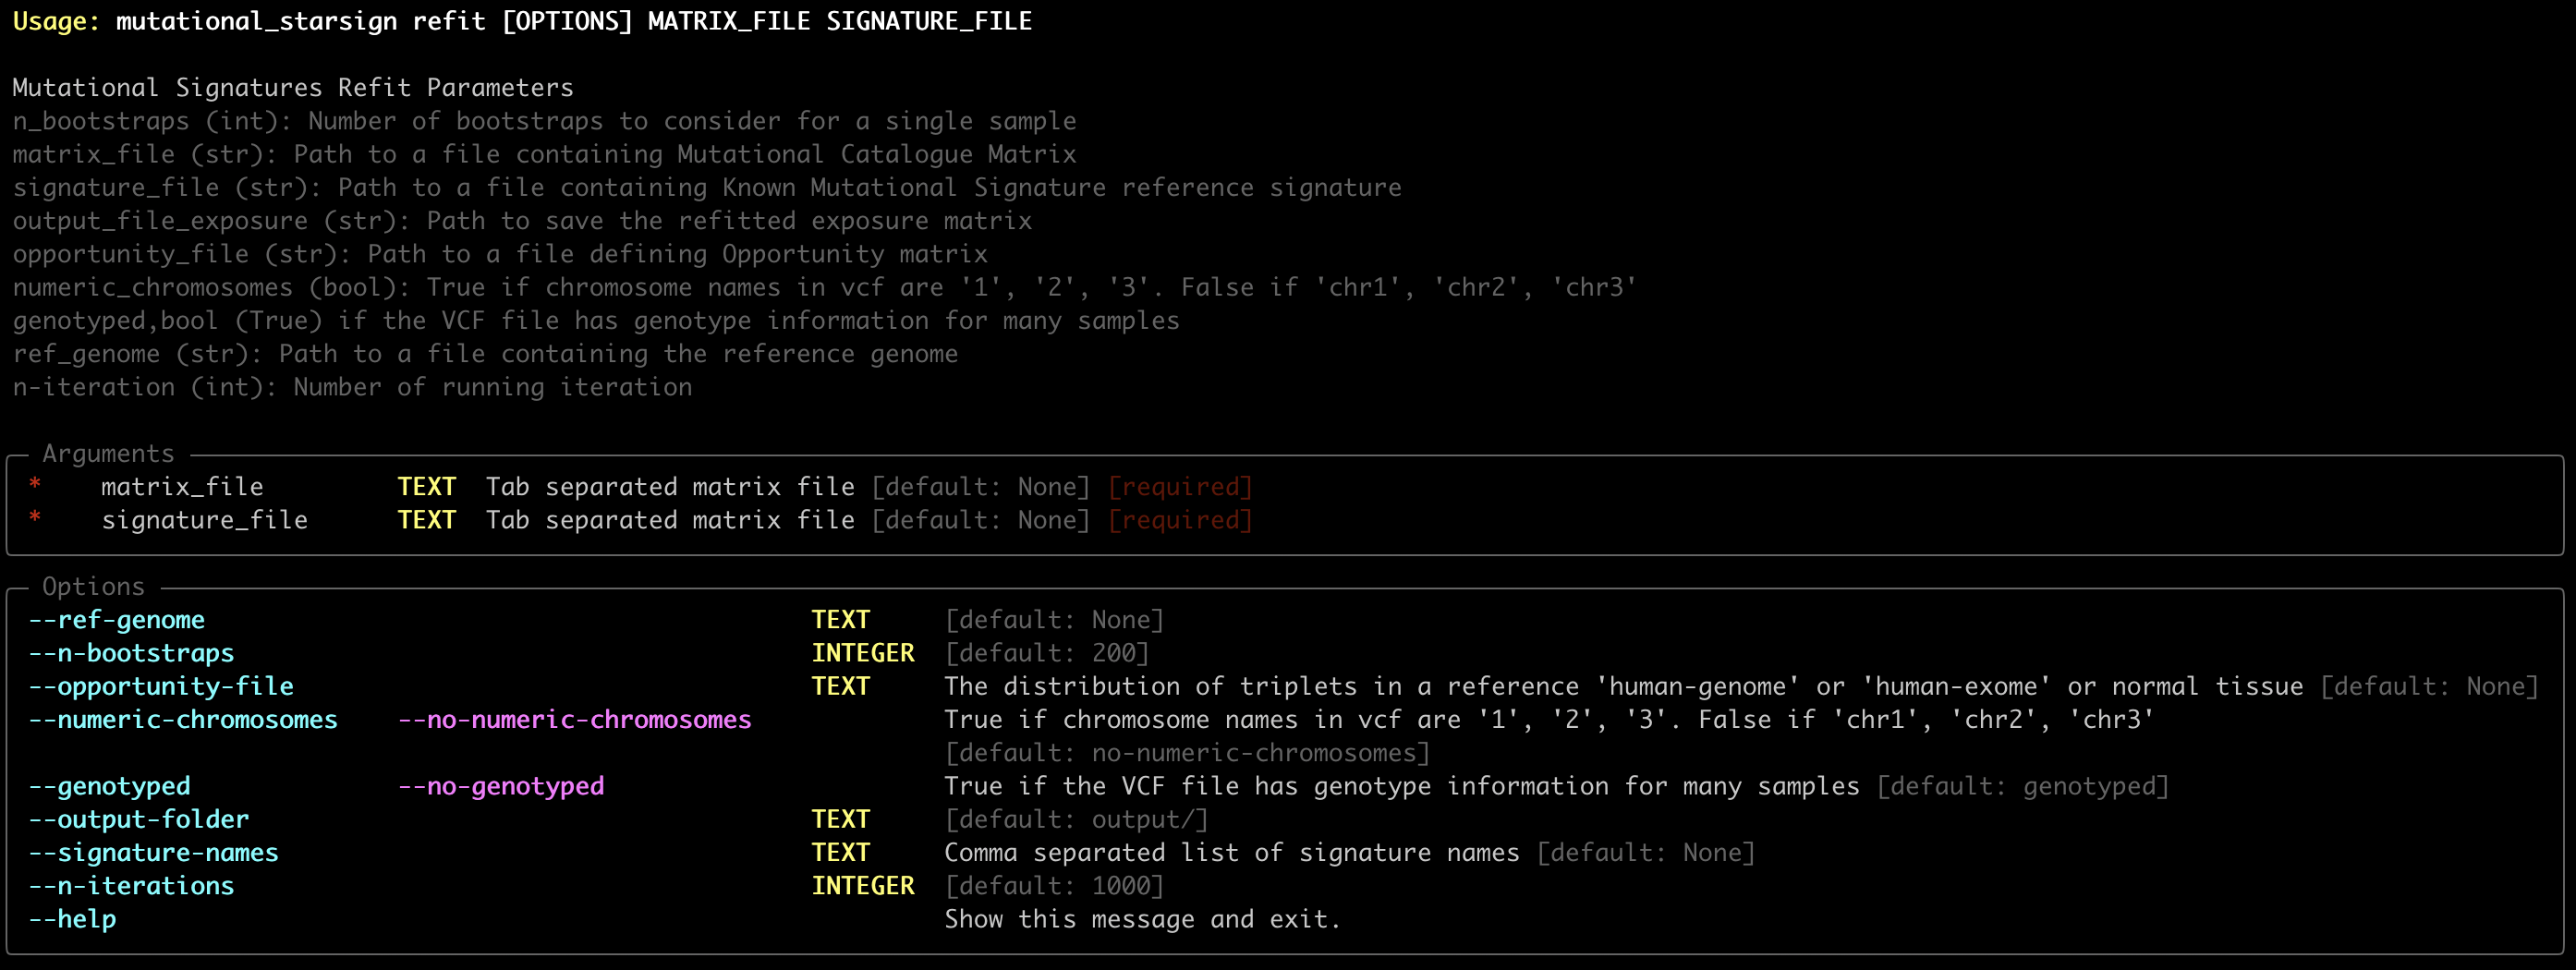 Usage: mutational_starsign refit [OPTIONS] MATRIX_FILE SIGNATURE_FILE
Mutational Signatures Refit Parameters
n_bootstraps (int): Number of bootstraps to consider for a single sample
matrix_file (str): Path to a file containing Mutational Catalogue Matrix
signature_file (str): Path to a file containing Known Mutational Signature reference signature
output_file_exposure (str): Path to save the refitted exposure matrix
opportunity_file (str): Path to a file defining Opportunity matrix
numeric_chromosomes (bool): True if chromosome names in vcf are '1', '2', '3'. False if 'chr1', 'chr2', 'chr3'
genotyped,bool (True) if the VCF file has genotype information for many samples
ref_genome (str): Path to a file containing the reference genome
n-iteration (int): Number of running iteration
Arguments
* matrix_file TEXT Tab separated matrix file [default: None] [required]
* signature_file TEXT Tab separated matrix file [default: None] [required]
Options
--ref-genome TEXT [default: None]
--n-bootstraps INTEGER [default: 200]
--opportunity-file TEXT The distribution of triplets in a reference 'human-genome' or 'human-exome' or normal tissue [default: None]
--numeric-chromosomes --no-numeric-chromosomes True if chromosome names in vcf are '1', '2', '3'. False if 'chr1', 'chr2', 'chr3'
[default: no-numeric-chromosomes]
--genotyped --no-genotyped True if the VCF file has genotype information for many samples [default: genotyped]
--output-folder TEXT [default: output/]
--signature-names TEXT Comma separated list of signature names [default: None]
--n-iterations INTEGER [default: 1000]
--help Show this message and exit.